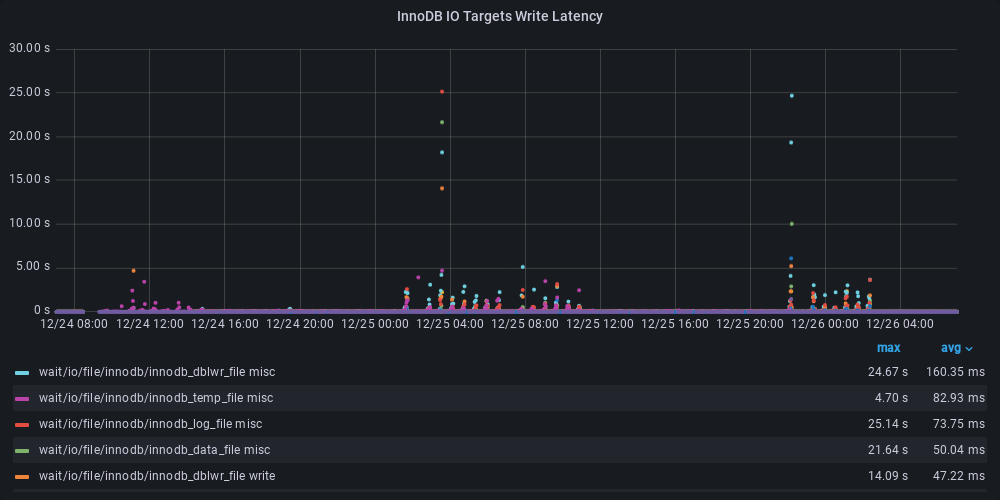 InnoDB IO Targets Write Latency
30.00 s
25.00 s
20.00 s
15.00 s
10.00 s
5.00 s
0 s
12/24 08:00 12/24 12:00 12/24 16:00 12/24 20:00 12/25 00:00 12/25 04:00 12/25 08:00 12/25 12:00 12/25 16:00 12/25 20:00 12/26 00:00 12/26 04:00
max avg
wait/io/file/innodb/innodb_dblwr_file misc 24.67 s 160.35 ms
wait/io/file/innodb/innodb_temp_file misc 4.70 s 82.93 ms
wait/io/file/innodb/innodb_log_file misc 25.14 s 73.75 ms
wait/io/file/innodb/innodb_data_file misc 21.64 s 50.04 ms
wait/io/file/innodb/innodb_dblwr_file write 14.09 s 47.22 ms